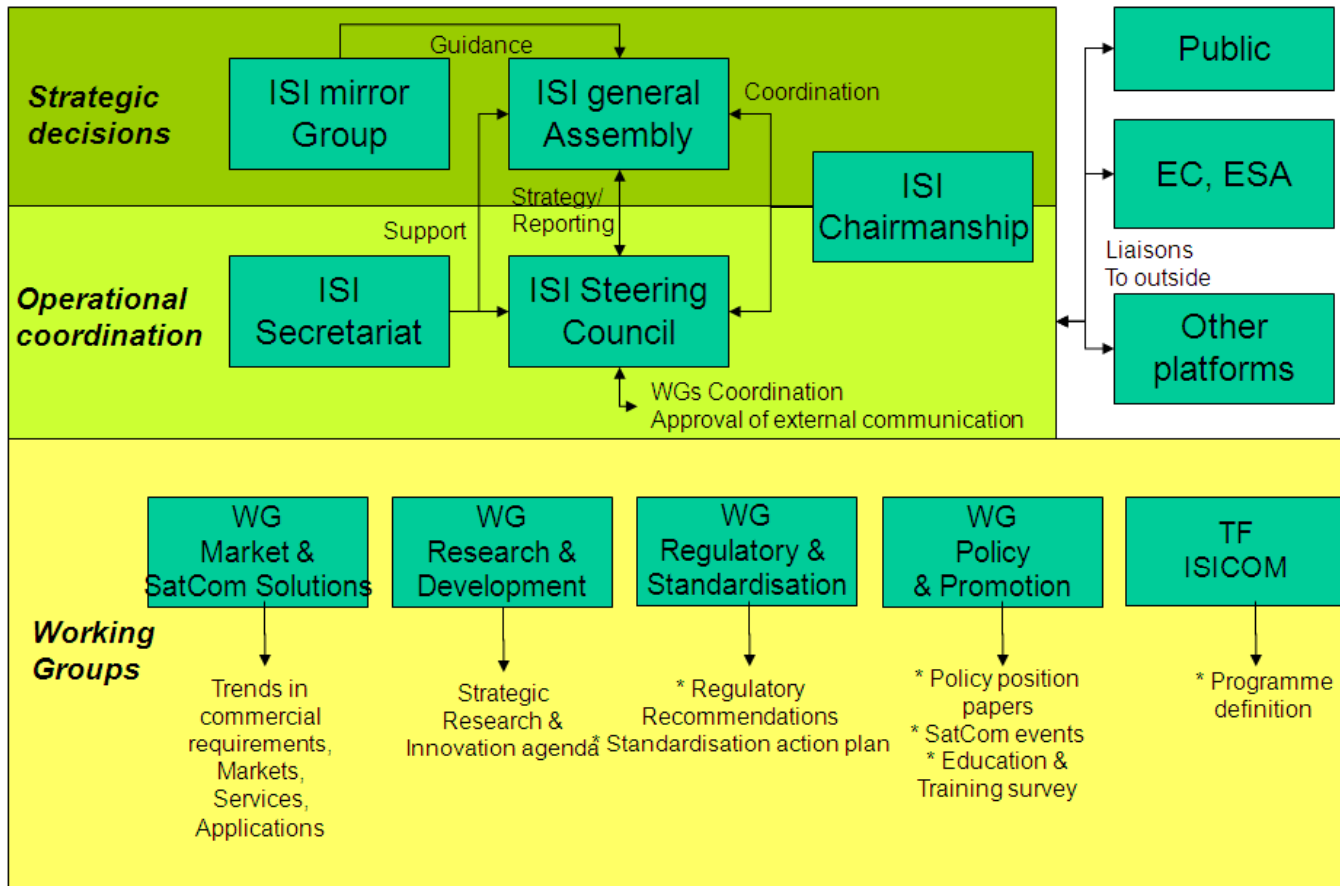 Strategic
decisions
ISI mirror
Group
Guidance
ISI general
Assembly
Coordination
ISI
Chairmanship
Strategy/
Reporting
Support
Operational
coordination
ISI
Secretariat
ISI Steering
Council
WGs Coordination
Approval of external communication
Public
EC, ESA
Liaisons
To outside
Other
platforms
Working
Groups
WG
Market &
SatCom Solutions
Trends in
commercial
requirements,
Markets,
Services,
Applications
WG
Research &
Development
Strategic
Research &
Innovation agenda
WG
Regulatory &
Standardisation
* Regulatory
Recommendations
* Standardisation action plan
WG
Policy
& Promotion
* Policy position
papers
* SatCom events
* Education &
Training survey
TF
ISICOM
* Programme
definition